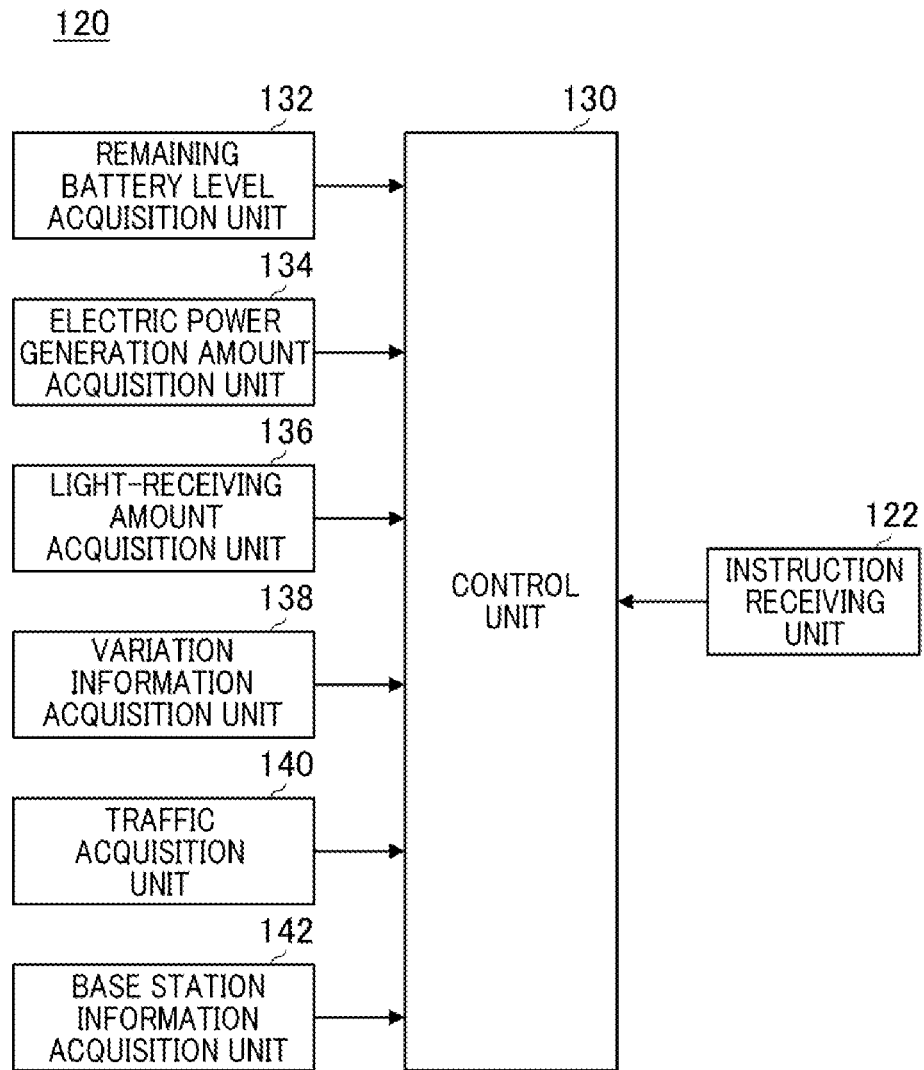 120
132
REMAINING
BATTERY LEVEL
ACQUISITION UNIT
130
CONTROL
UNIT
134
ELECTRIC POWER
GENERATION AMOUNT
ACQUISITION UNIT
136
LIGHT-RECEIVING
AMOUNT
ACQUISITION UNIT
122
INSTRUCTION
RECEIVING
UNIT
138
VARIATION
INFORMATION
ACQUISITION UNIT
140
TRAFFIC
ACQUISITION
UNIT
142
BASE STATION
INFORMATION
ACQUISITION UNIT